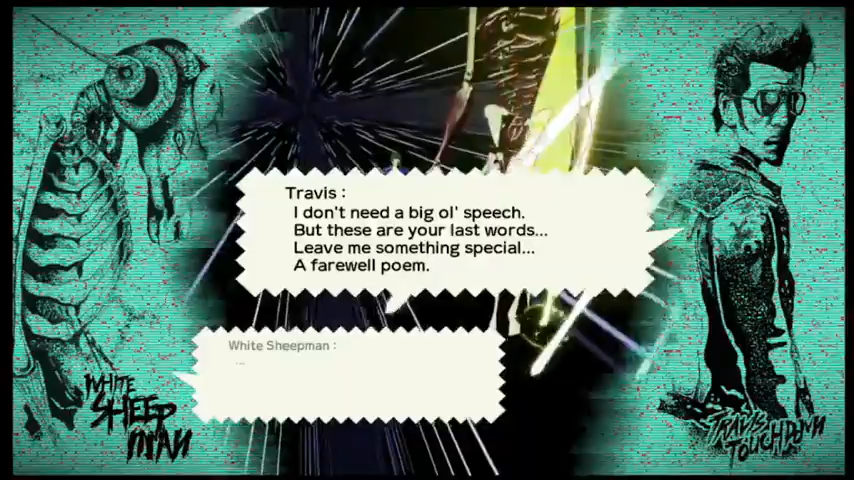 Travis :
I don't need a big ol' speech.
But these are your last words...
Leave me something special...
A farewell poem.
White Sheepman :
...
WHITE
SHEEP
MAN
TRAVIS
TOUCHDOWN